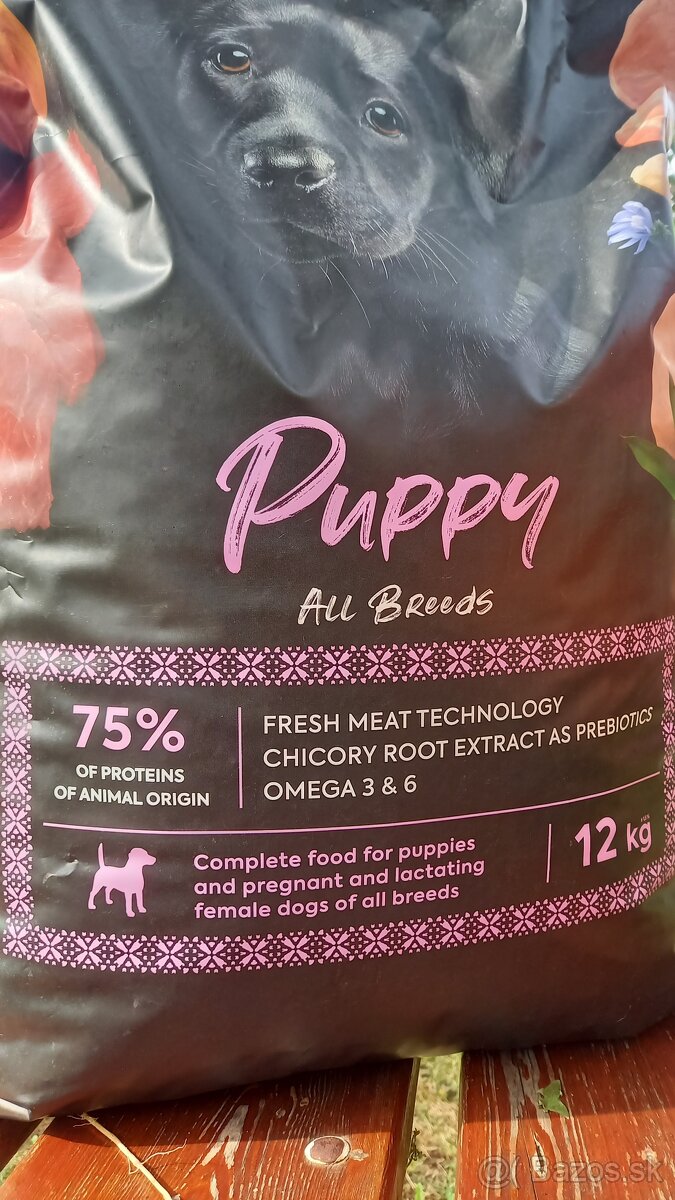 Puppy
ALL BREEDS
75%
OF PROTEINS
OF ANIMAL ORIGIN
FRESH MEAT TECHNOLOGY
CHICORY ROOT EXTRACT AS PREBIOTICS
OMEGA 3 & 6
Complete food for puppies
and pregnant and lactating
female dogs of all breeds
12 kg
Bazos.sk